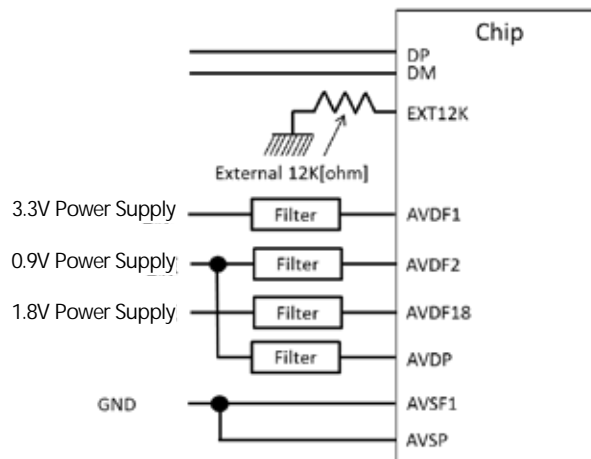 Chip
DP
DM
EXT12K
External 12K[ohm]
3.3V Power Supply
Filter
AVDF1
0.9V Power Supply
Filter
AVDF2
1.8V Power Supply
Filter
AVDF18
Filter
AVDP
GND
AVSF1
AVSP